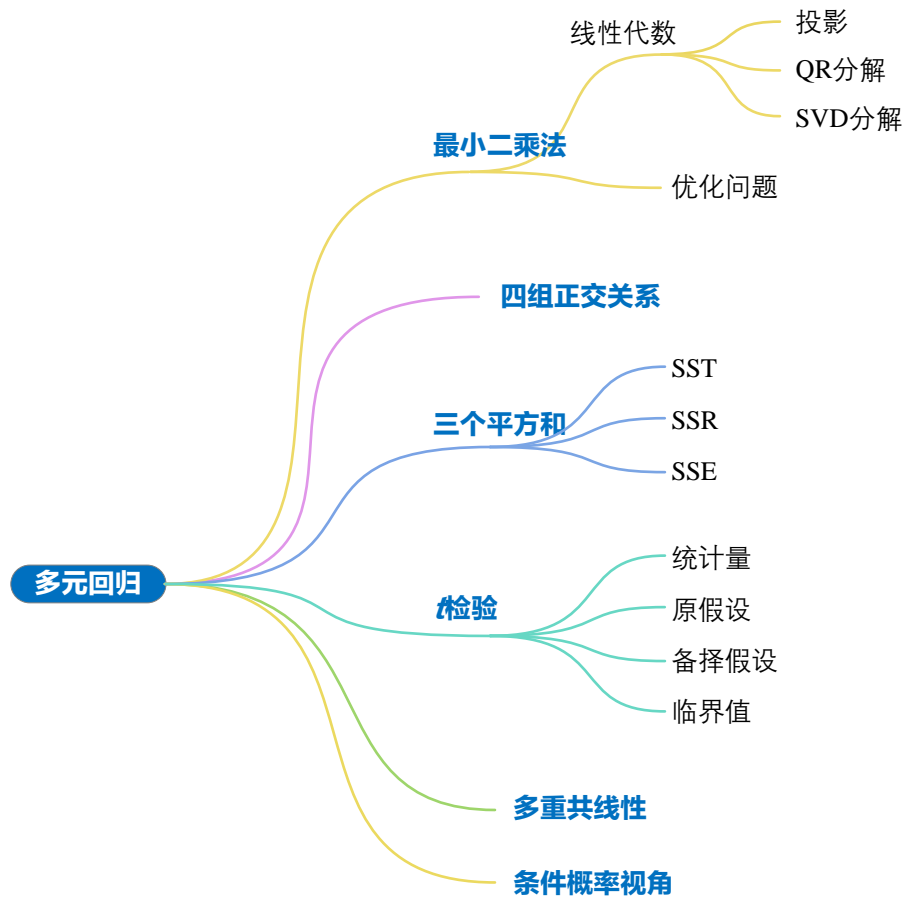 多元回归
最小二乘法
线性代数
投影
QR分解
SVD分解
优化问题
四组正交关系
三个平方和
SST
SSR
SSE
t检验
统计量
原假设
备择假设
临界值
多重共线性
条件概率视角